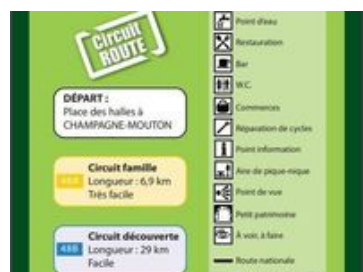 Circuit
ROUTE
DÉPART :
Place des halles à
CHAMPAGNE-MOUTON
Circuit famille
Longueur : 6,9 km
Très facile
Circuit découverte
48B Longueur : 29 km
Facile
Point d'eau
Restauration
Bar
W.C.
Commerces
Réparation de cycles
Point information
Aire de pique-nique
Point de vue
Petit patrimoine
À voir, à faire
Route nationale